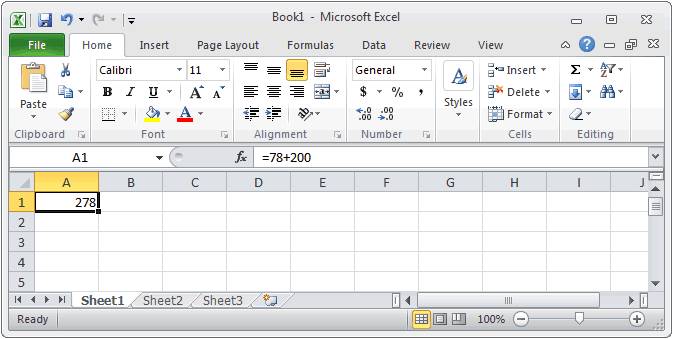 Book1 - Microsoft Excel
File Home Insert Page Layout Formulas Data Review View
Paste
Calibri 11
B I U
A A
General
$ % ,
Styles
Insert
Delete
Format
Clipboard Font Alignment Number Cells Editing
A1 fx =78+200
A B C D E F G H I J
1 278
2
3
4
5
Sheet1 Sheet2 Sheet3
Ready 100%